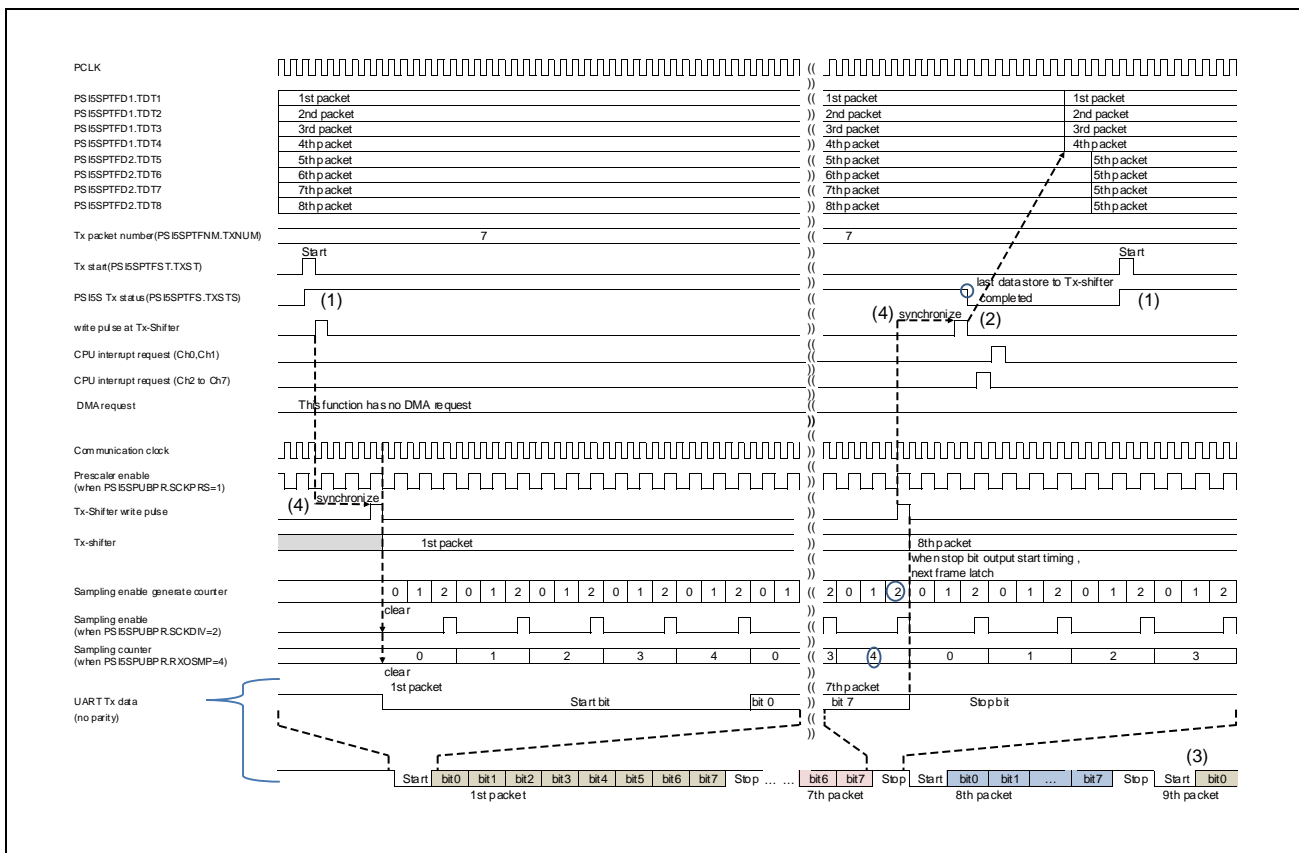 PCLK
PSI5SPTFD1.TDT1 1st packet 1st packet 1st packet
PSI5SPTFD1.TDT2 2nd packet 2nd packet 2nd packet
PSI5SPTFD1.TDT3 3rd packet 3rd packet 3rd packet
PSI5SPTFD1.TDT4 4th packet 4th packet 4th packet
PSI5SPTFD2.TDT5 5th packet 5th packet 5th packet
PSI5SPTFD2.TDT6 6th packet 6th packet 5th packet
PSI5SPTFD2.TDT7 7th packet 7th packet 5th packet
PSI5SPTFD2.TDT8 8th packet 8th packet 5th packet
Tx packet number(PSI5SPTFNM.TXNUM) 7 7
Start Start
Tx start(PSI5SPTFST.TXST)
last data store to Tx-shifter
PSI5S Tx status(PSI5SPTFS.TXSTS) (1) completed (1)
(4) synchronize (2)
write pulse at Tx-Shifter
CPU interrupt request (Ch0,Ch1)
CPU interrupt request (Ch2 to Ch7)
DMA request This function has no DMA request
Communication clock
Prescaler enable
(when PSI5SPUBPR.SCKPRS=1)
(4) synchronize
Tx-Shifter write pulse
Tx-shifter 1st packet 8th packet
when stop bit output start timing ,
next frame latch
Sampling enable generate counter 0 1 2 0 1 2 0 1 2 0 1 2 0 1 2 0 1 2 0 1 2 0 1 2 0 1 2 0 1 2 0 1 2
clear
Sampling enable
(when PSI5SPUBPR.SCKDIV=2)
Sampling counter
(when PSI5SPUBPR.RXOSMP=4) 0 1 2 3 4 0 3 4 0 1 2 3
clear
1st packet 7th packet
UART Tx data Start bit bit 0 bit 7 Stop bit
(no parity)
(3)
Start bit0 bit1 bit2 bit3 bit4 bit5 bit6 bit7 Stop ... ... bit6 bit7 Stop Start bit0 bit1 ... bit7 Stop Start bit0
1st packet 7th packet 8th packet 9th packet